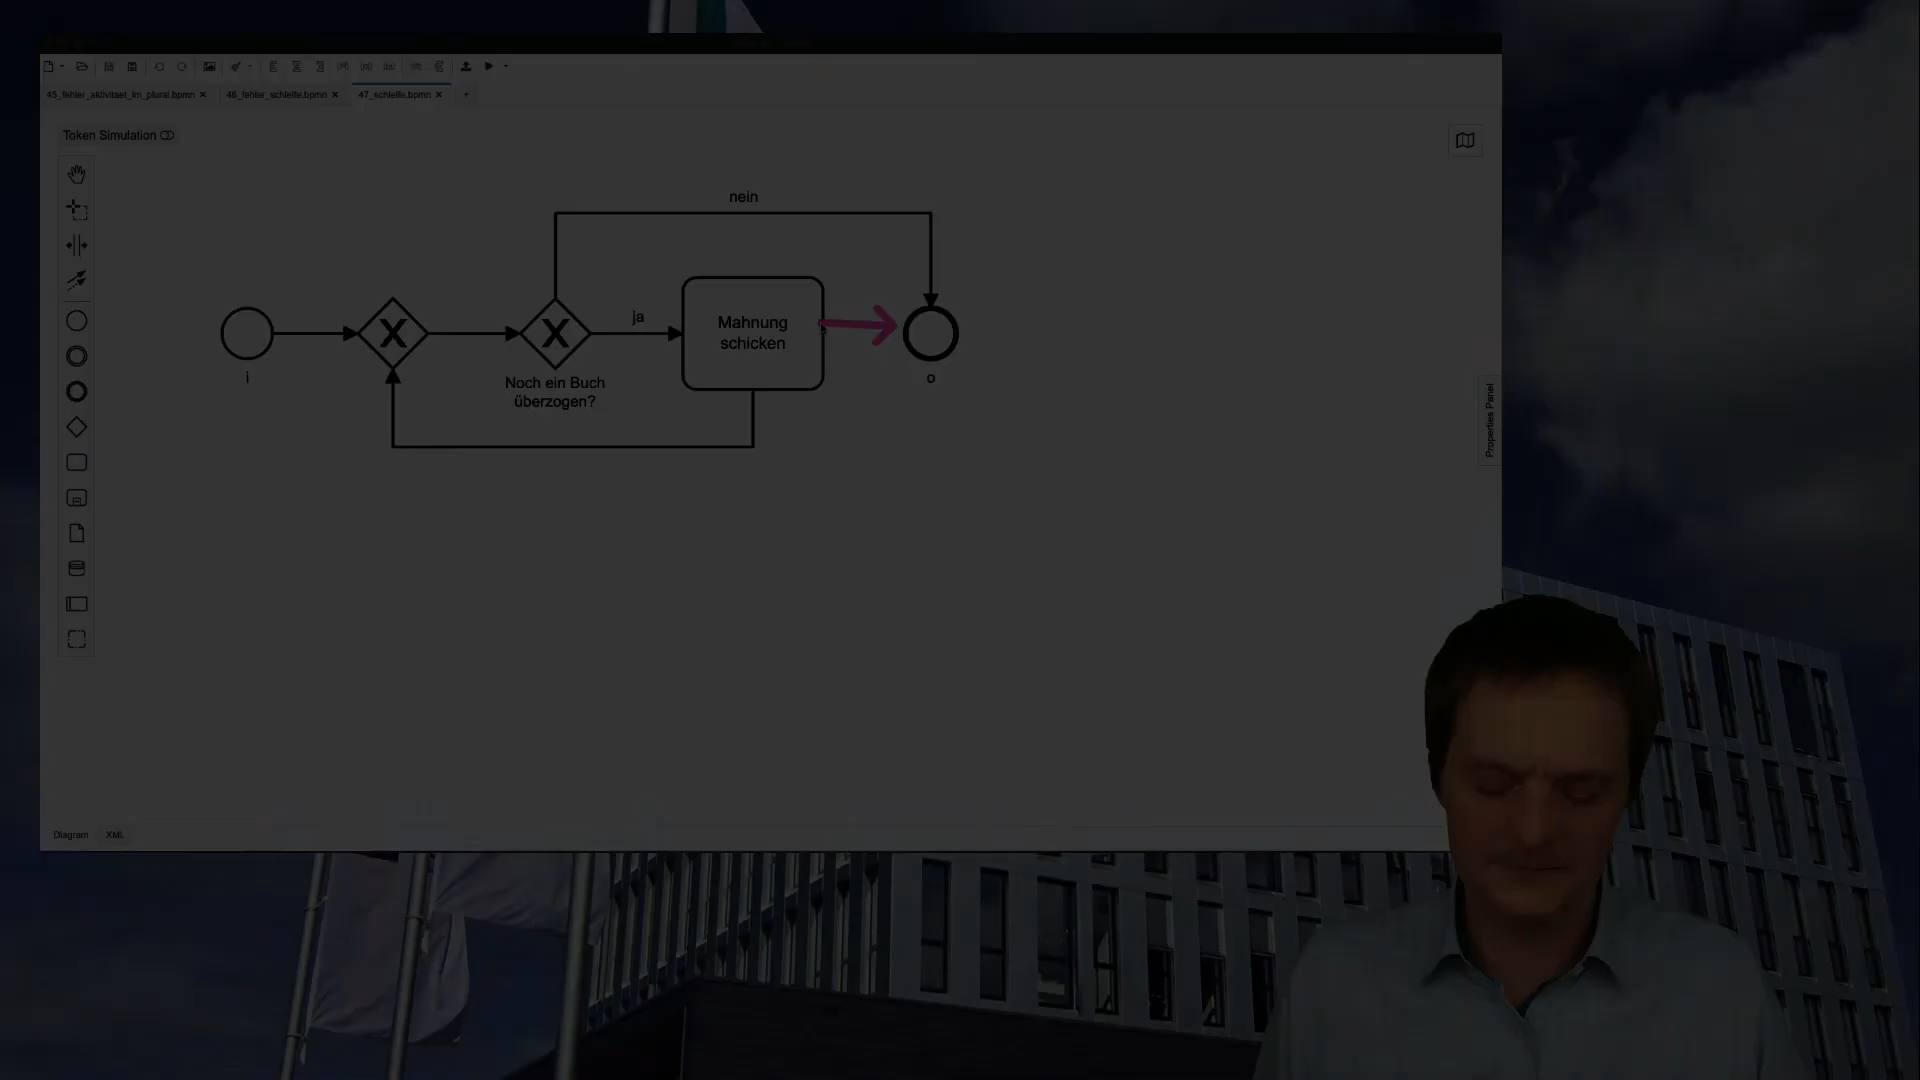 45_fehler_aktivitaet_im_plural.bpmn
46_fehler_schleife.bpmn
47_schleife.bpmn
Token Simulation
nein
ja
Mahnung
schicken
i
Noch ein Buch
überzogen?
o
Properties Panel
Diagram
XML